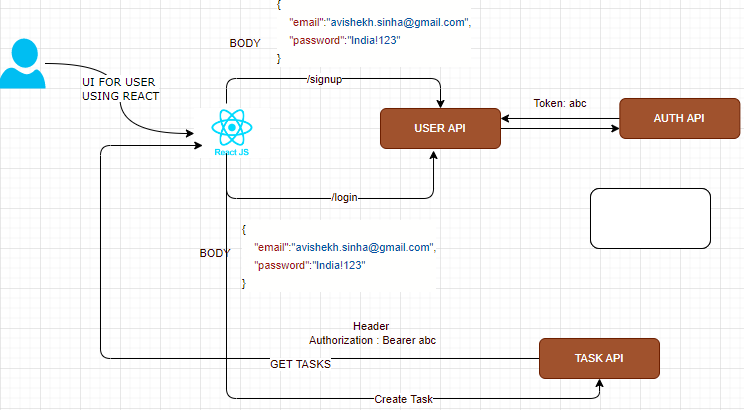 {
"email":"avishekh.sinha@gmail.com",
BODY
"password":"India!123"
}
/signup
UI FOR USER
USING REACT
Token: abc
USER API
AUTH API
React JS
/login
{
BODY
"email":"avishekh.sinha@gmail.com",
"password":"India!123"
}
Header
Authorization : Bearer abc
GET TASKS
TASK API
Create Task